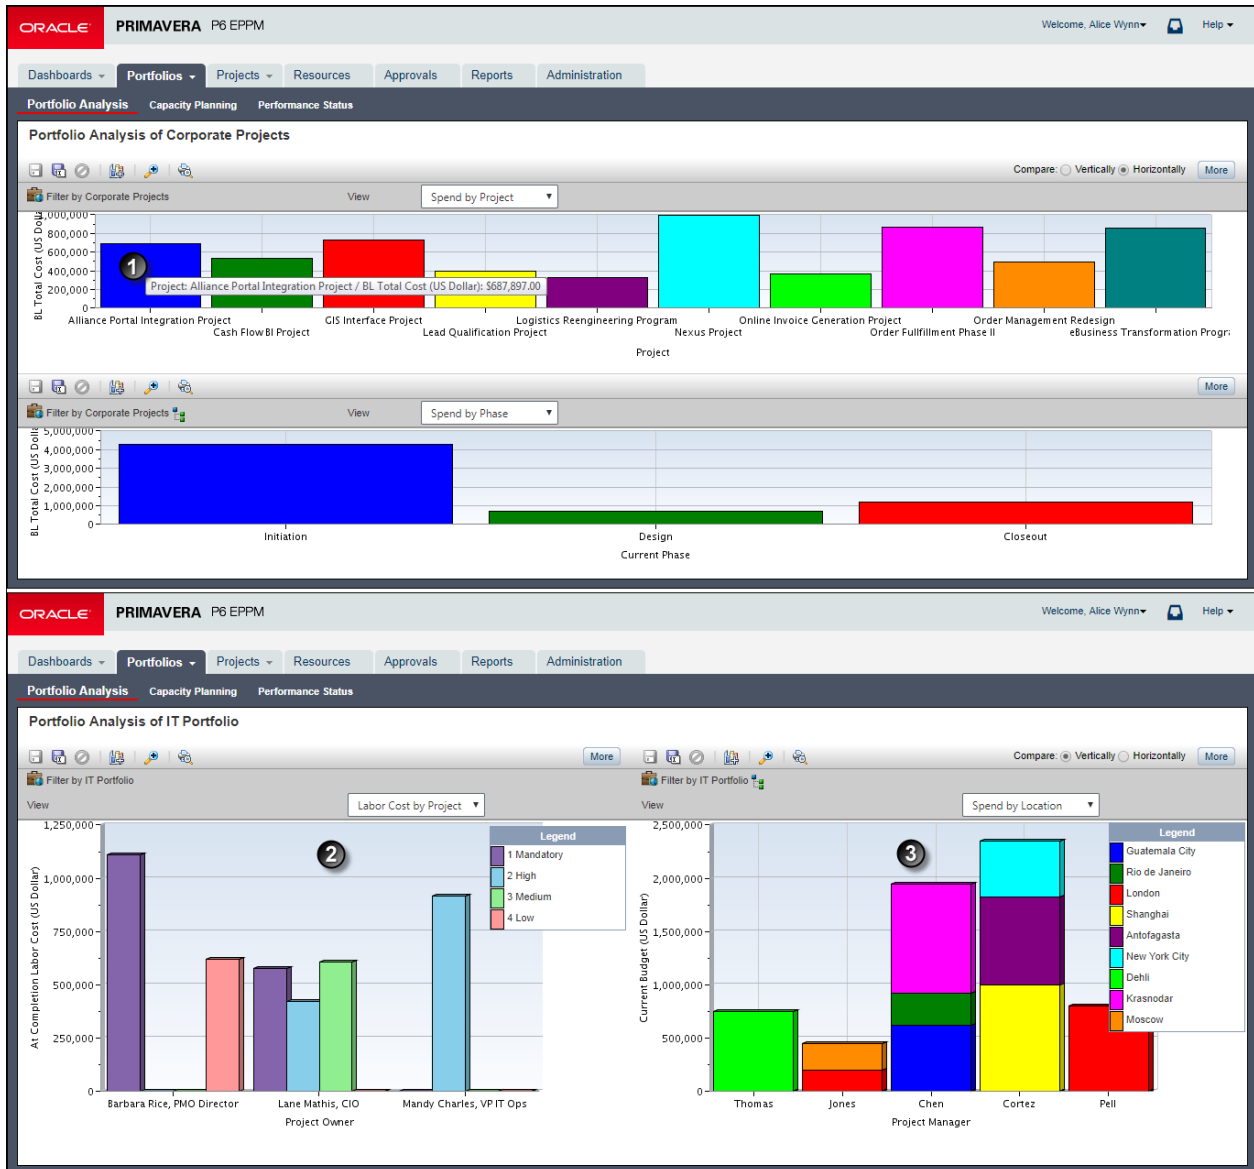 ORACLE PRIMAVERA P6 EPPM Welcome, Alice Wynn Help
Dashboards Portfolios Projects Resources Approvals Reports Administration
Portfolio Analysis Capacity Planning Performance Status
Portfolio Analysis of Corporate Projects
Compare: Vertically Horizontally More
Filter by Corporate Projects View Spend by Project
BL Total Cost (US Dolla
1,000,000
800,000
600,000
400,000
200,000
0
1
Project: Alliance Portal Integration Project / BL Total Cost (US Dollar): $687,897.00
Alliance Portal Integration Project GIS Interface Project Logistics Reengineering Program Online Invoice Generation Project Order Management Redesign
Cash Flow BI Project Lead Qualification Project Nexus Project Order Fullfillment Phase II eBusiness Transformation Progra
Project
More
Filter by Corporate Projects View Spend by Phase
BL Total Cost (US Dolla
5,000,000
4,000,000
3,000,000
2,000,000
1,000,000
0
Initiation Design Closeout
Current Phase
ORACLE PRIMAVERA P6 EPPM Welcome, Alice Wynn Help
Dashboards Portfolios Projects Resources Approvals Reports Administration
Portfolio Analysis Capacity Planning Performance Status
Portfolio Analysis of IT Portfolio
More
Filter by IT Portfolio
View Labor Cost by Project
At Completion Labor Cost (US Dollar)
1,250,000
1,000,000
750,000
500,000
250,000
0
2
Legend
1 Mandatory
2 High
3 Medium
4 Low
Barbara Rice, PMO Director Lane Mathis, CIO Mandy Charles, VP IT Ops
Project Owner
Compare: Vertically Horizontally More
Filter by IT Portfolio
View Spend by Location
Current Budget (US Dollar)
2,500,000
2,000,000
1,500,000
1,000,000
500,000
0
3
Legend
Guatemala City
Rio de Janeiro
London
Shanghai
Antofagasta
New York City
Dehli
Krasnodar
Moscow
Thomas Jones Chen Cortez Pell
Project Manager